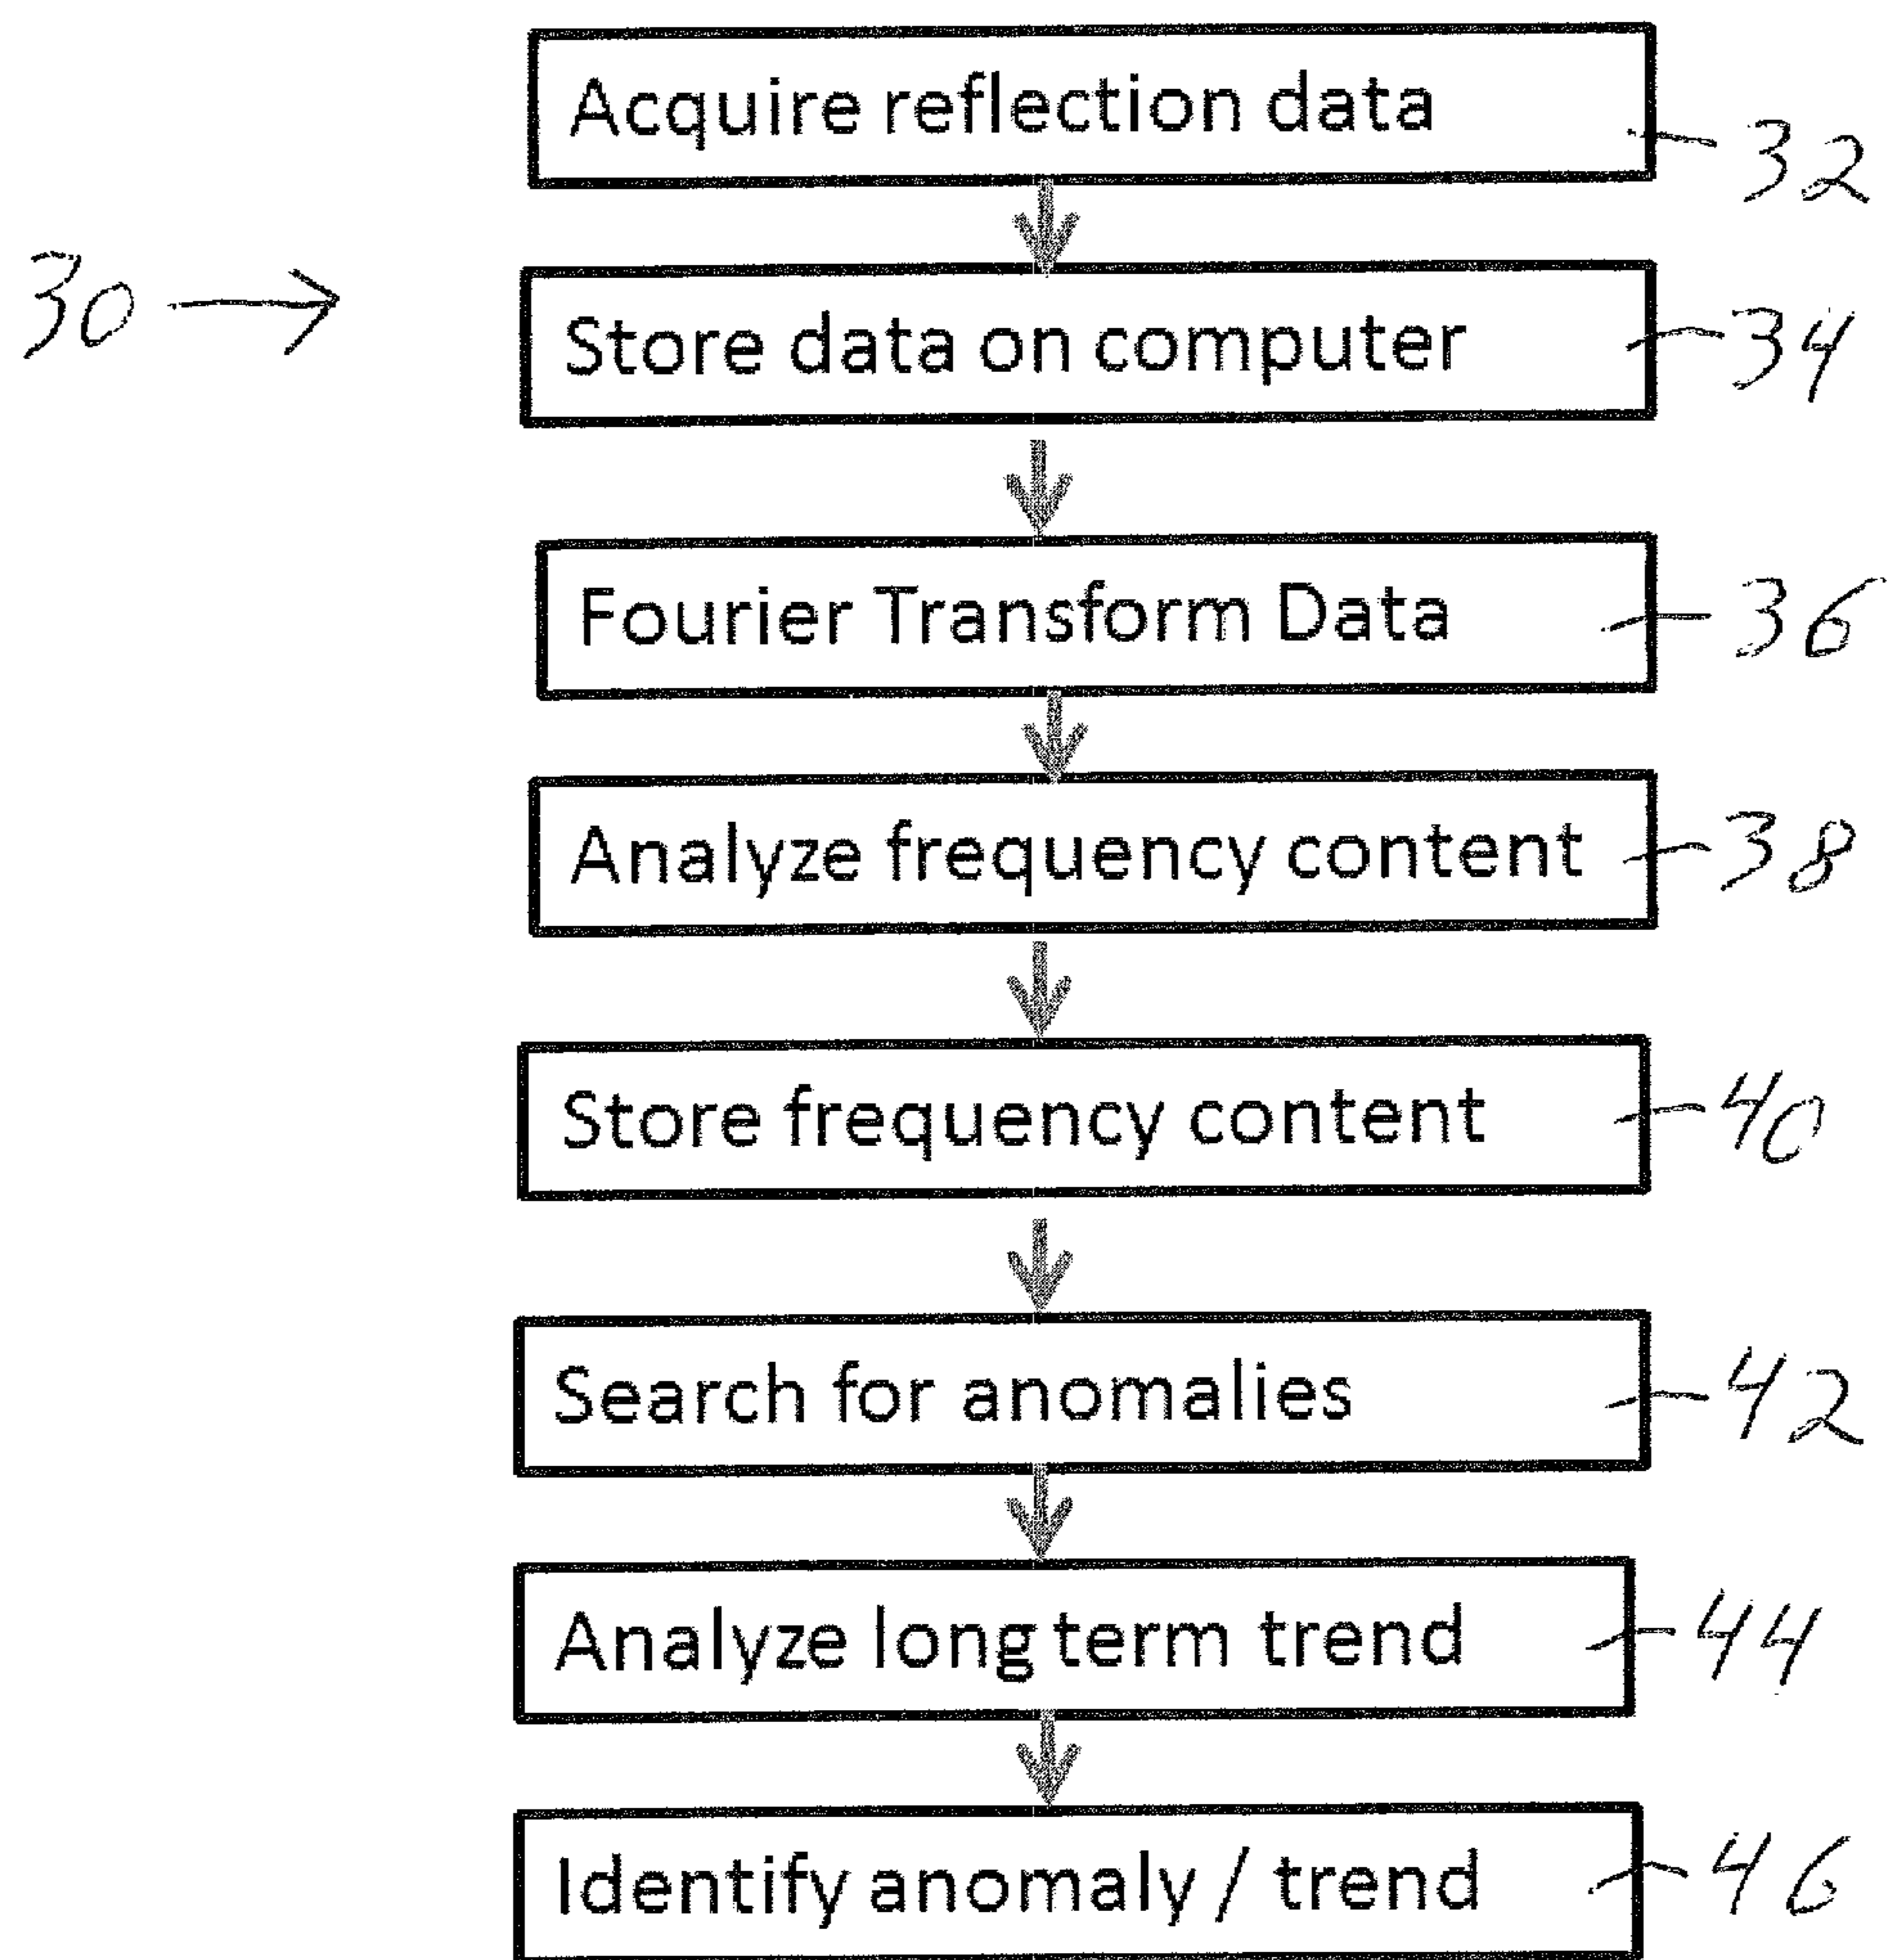 Acquire reflection data
32
30
Store data on computer
34
Fourier Transform Data
36
Analyze frequency content
38
Store frequency content
40
Search for anomalies
42
Analyze long term trend
44
Identify anomaly / trend
46